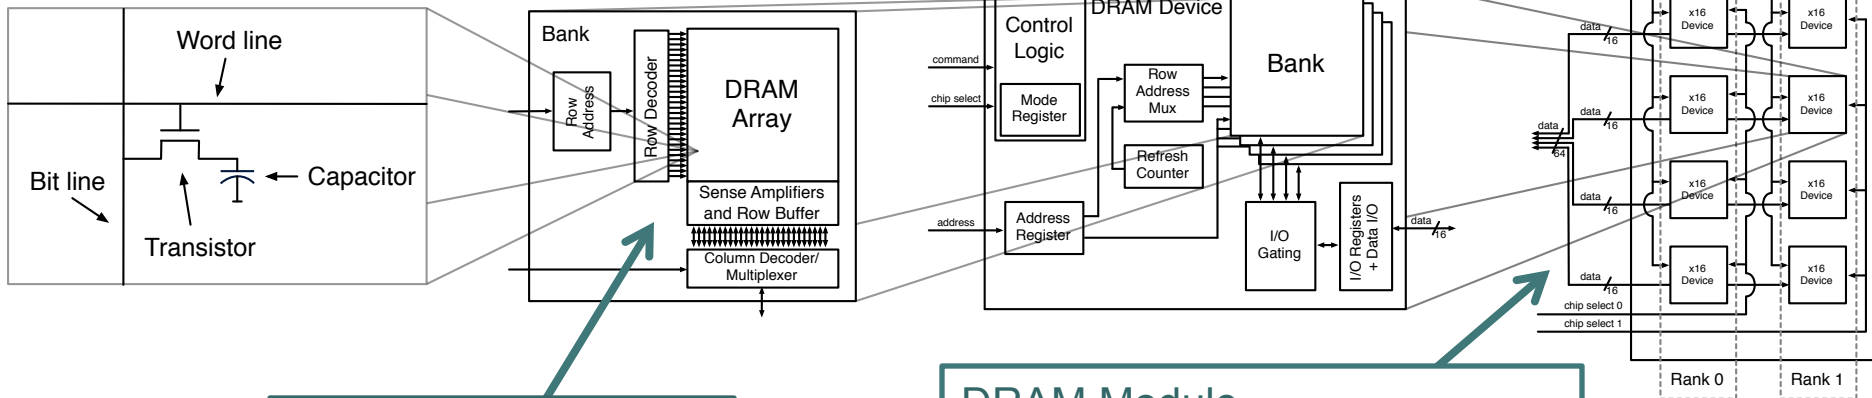 Word line
Bit line
Capacitor
Transistor
Bank
Row
Address
Row Decoder
DRAM
Array
Sense Amplifiers
and Row Buffer
Column Decoder/
Multiplexer
DRAM Device
Control
Logic
Mode
Register
command
chip select
address
Row
Address
Mux
Refresh
Counter
Address
Register
Bank
I/O
Gating
I/O Registers
+ Data I/O
data
16
data
64
data
16
data
16
data
16
data
16
chip select 0
chip select 1
x16
Device
x16
Device
x16
Device
x16
Device
x16
Device
x16
Device
x16
Device
x16
Device
Rank 0
Rank 1
DRAM Module